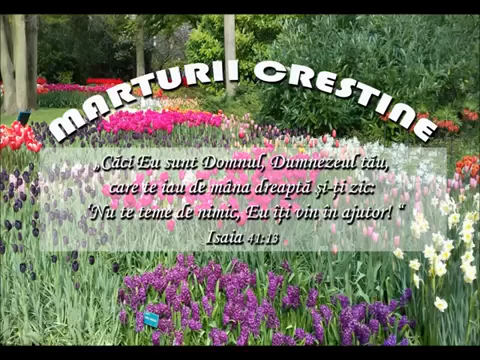 MARTURII CRESTINE
„Căci Eu sunt Domnul, Dumnezeul tău,
care te iau de mâna dreaptă și-ți zic:
'Nu te teme de nimic, Eu îți vin în ajutor! “
Isaia 41:13